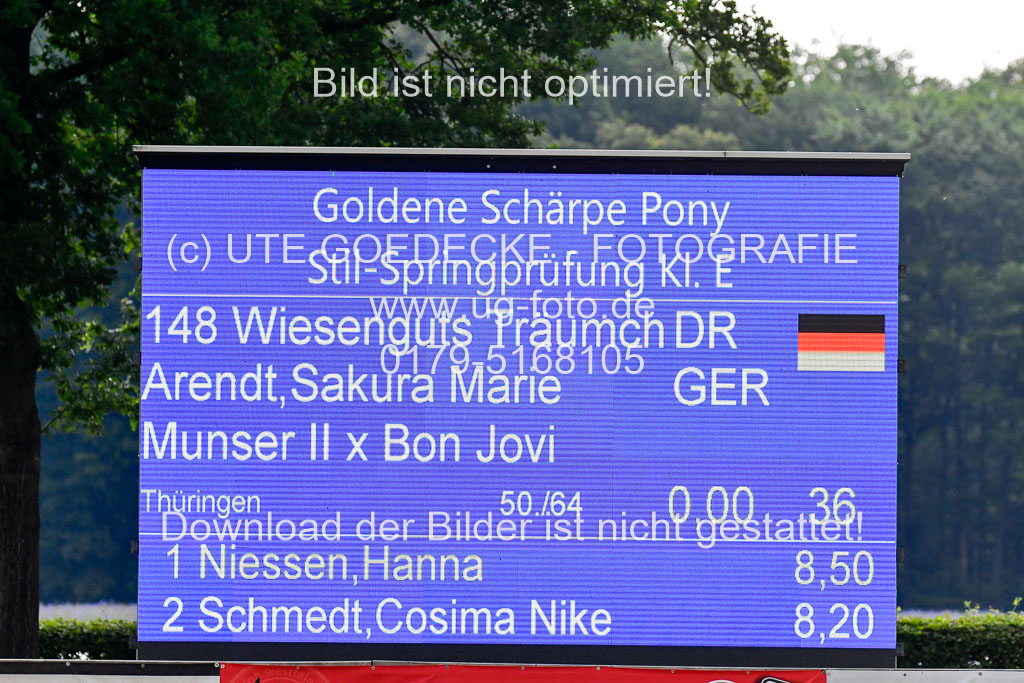 Bild ist nicht optimiert!
Goldene Schärpe Pony
(c) UTE GOEDECKE - FOTOGRAFIE
Stil-Springprüfung Kl. E
www.ug-foto.de
148 Wiesenguts Träumch DR
0179-5168105
Arendt,Sakura Marie GER
Munser II x Bon Jovi
Thüringen 50./64 0,00 36
Download der Bilder ist nicht gestattet!
1 Niessen,Hanna 8,50
2 Schmedt,Cosima Nike 8,20